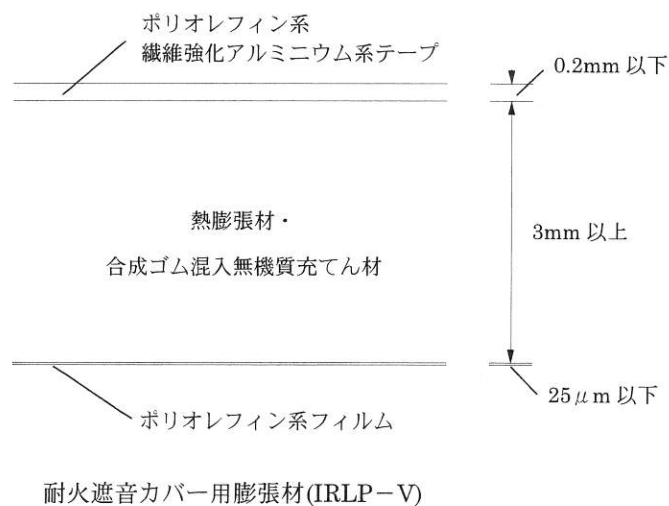 ポリオレフィン系
繊維強化アルミニウム系テープ
0.2mm 以下
熱膨張材・
合成ゴム混入無機質充てん材
3mm 以上
25μm 以下
ポリオレフィン系フィルム
耐火遮音カバー用膨張材(IRLP－V)